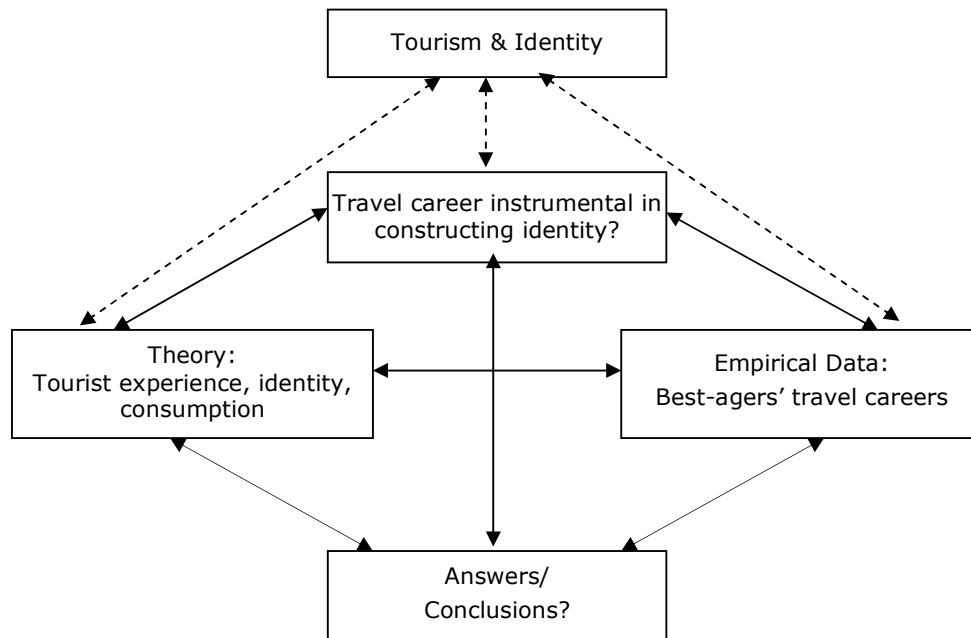 Tourism & Identity
Travel career instrumental in
constructing identity?
Theory:
Tourist experience, identity,
consumption
Empirical Data:
Best-agers’ travel careers
Answers/
Conclusions?